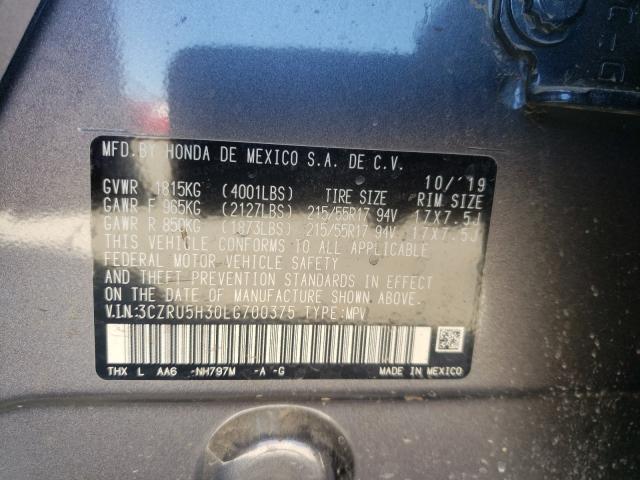 MFD. BY HONDA DE MEXICO S.A. DE C.V.
10/'19
GVWR 1815KG (4001LBS) TIRE SIZE RIM SIZE
GAWR F 965KG (2127LBS) 215/55R17 94V 17X7.5J
GAWR R 850KG (1873LBS) 215/55R17 94V 17X7.5J
THIS VEHICLE CONFORMS TO ALL APPLICABLE
FEDERAL MOTOR VEHICLE SAFETY
AND THEFT PREVENTION STANDARDS IN EFFECT
ON THE DATE OF MANUFACTURE SHOWN ABOVE.
V.I.N.:3CZRU5H30LG700375 TYPE:MPV
THX L AA6 -NH797M -A -G MADE IN MEXICO